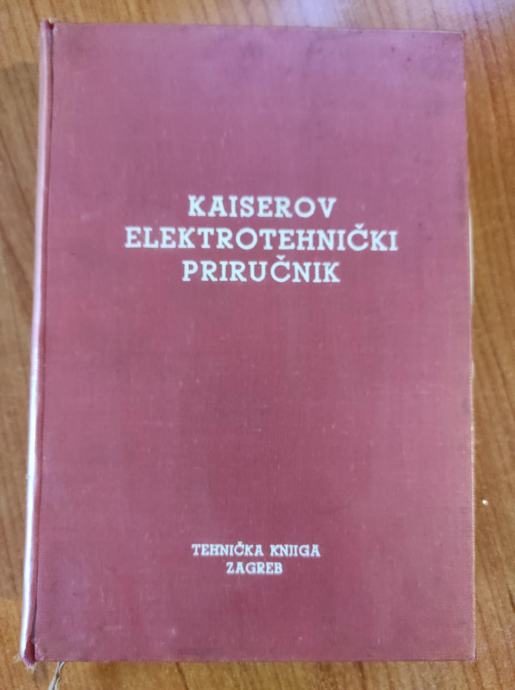 KAISEROV
ELEKTROTEHNIČKI
PRIRUČNIK
TEHNIČKA KNJIGA
ZAGREB